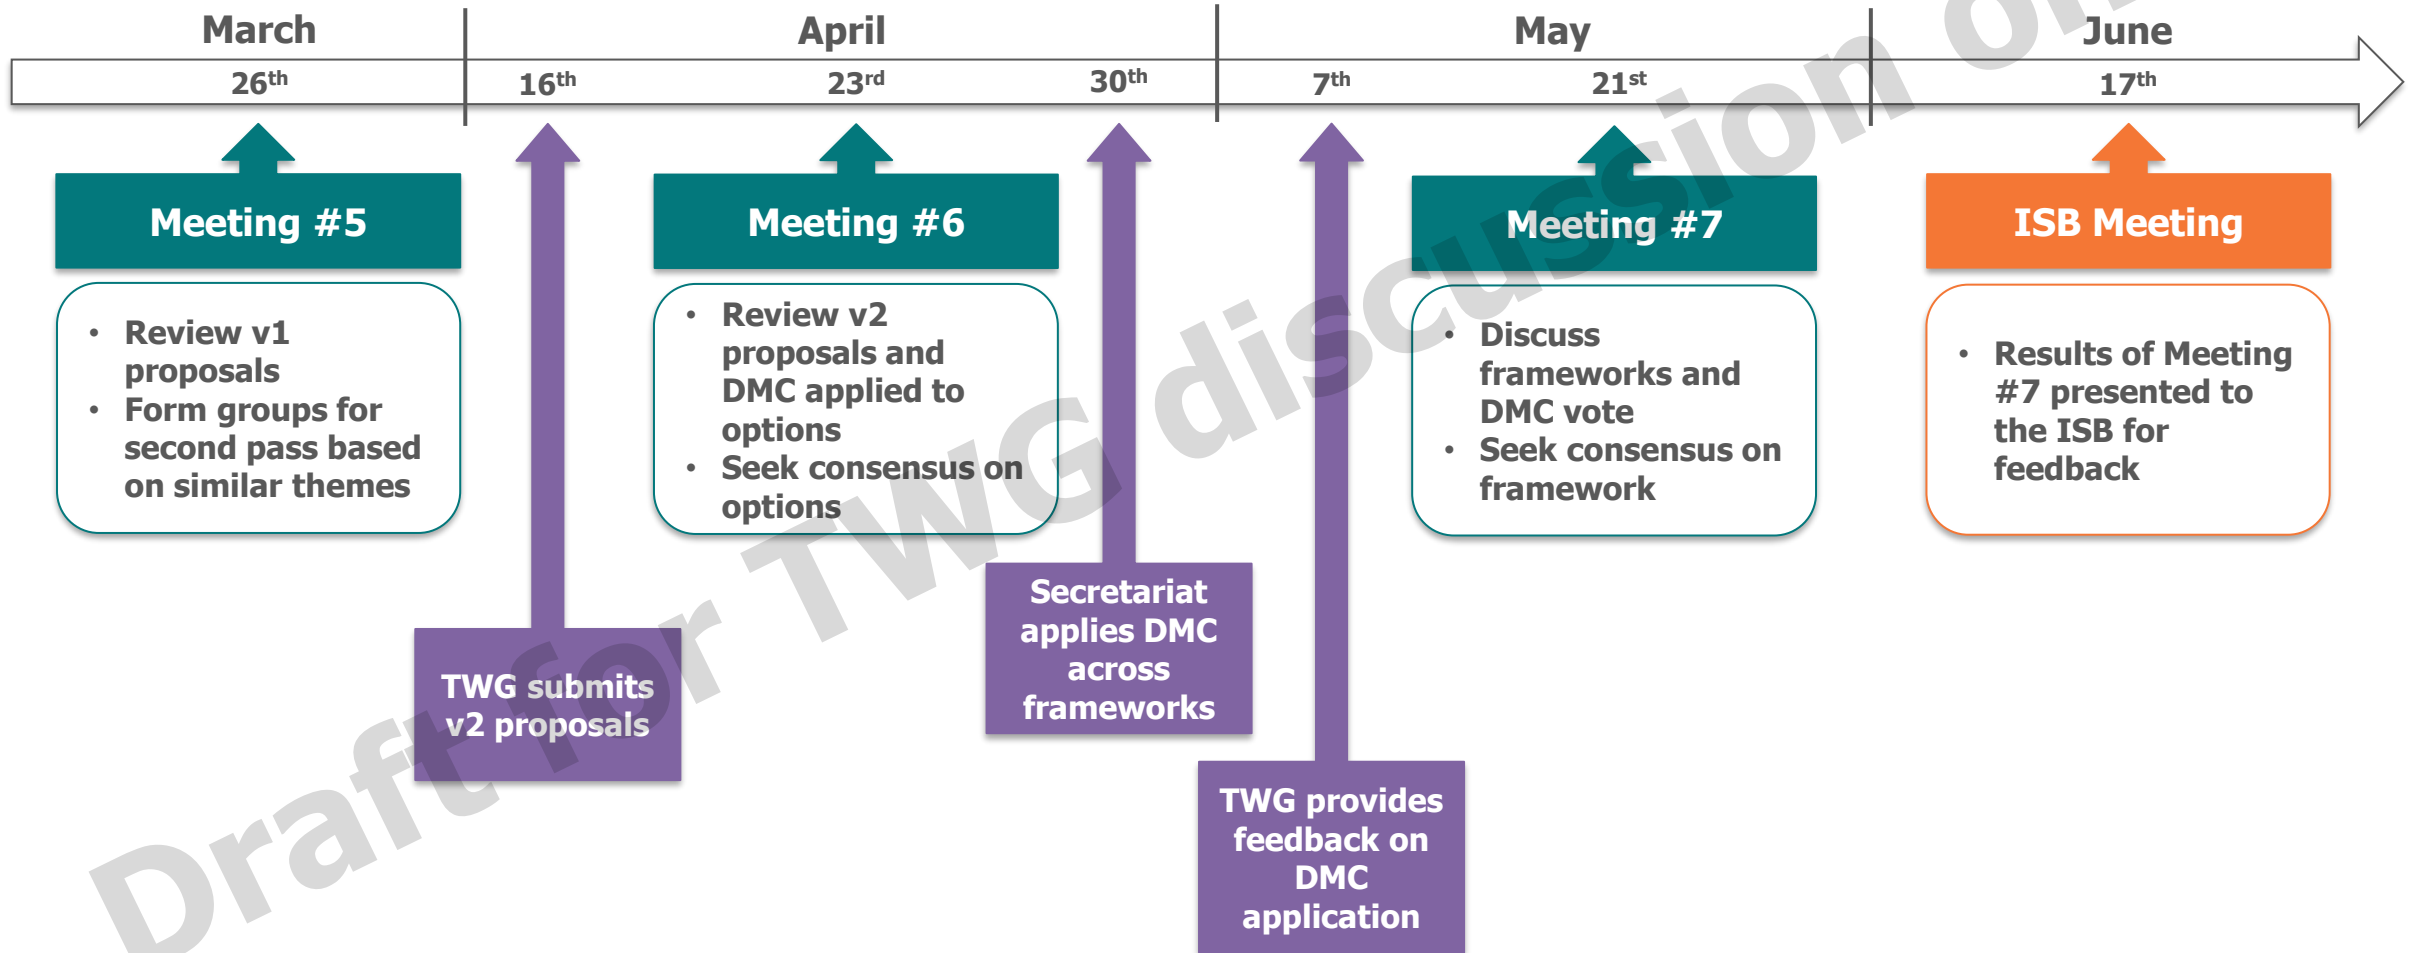 March
April
May
June
26th
16th
23rd
30th
7th
21st
17th
Meeting #5
Meeting #6
Meeting #7
ISB Meeting
• Review v1
proposals
• Form groups for
second pass based
on similar themes
• Review v2
proposals and
DMC applied to
options
• Seek consensus on
options
• Discuss
frameworks and
DMC vote
• Seek consensus on
framework
• Results of Meeting
#7 presented to
the ISB for
feedback
TWG submits
v2 proposals
Secretariat
applies DMC
across
frameworks
TWG provides
feedback on
DMC
application
Draft for TWG discussion